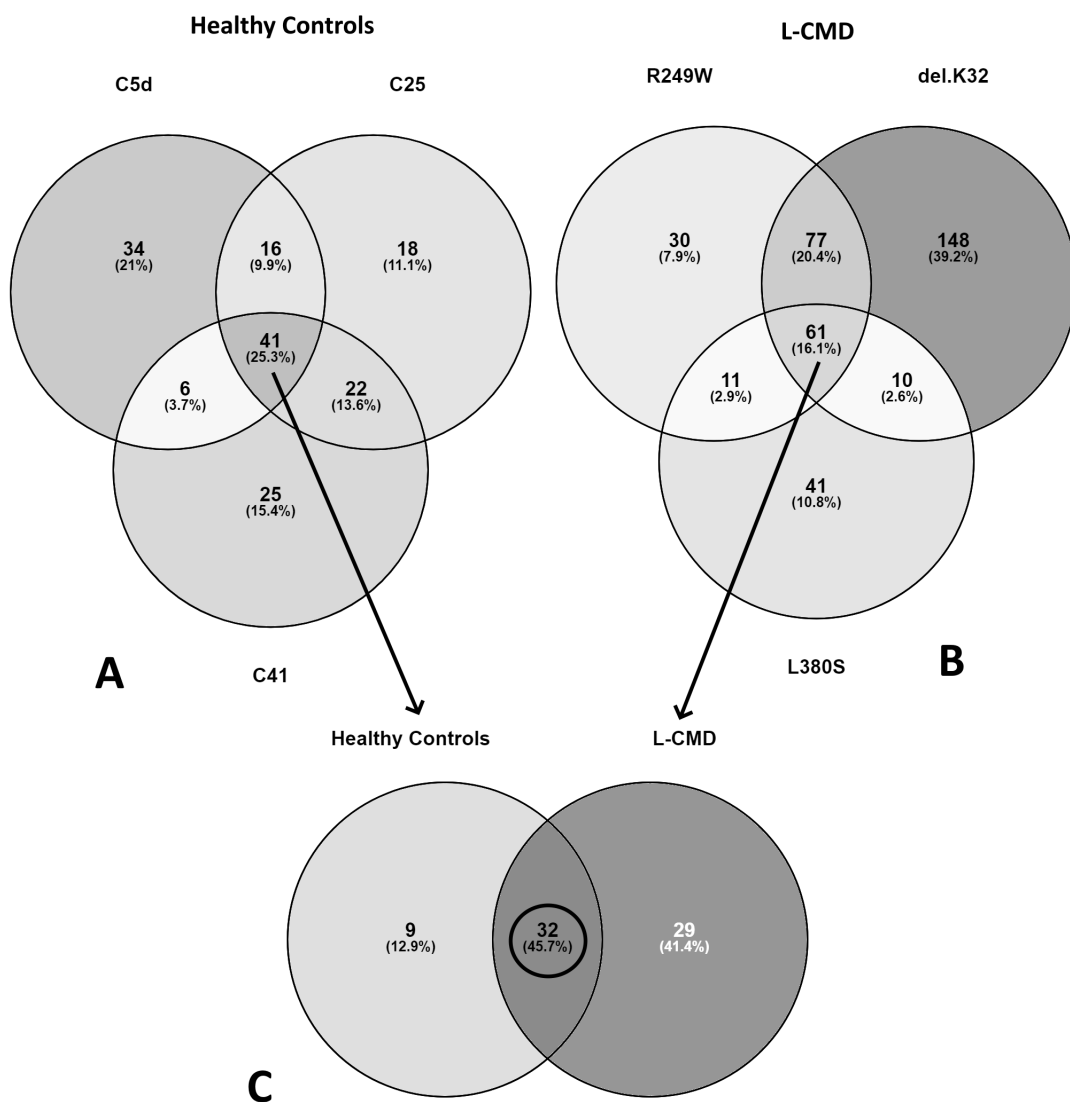 Healthy Controls
L-CMD
C5d
C25
R249W
del.K32
34
(21%)
16
(9.9%)
18
(11.1%)
41
(25.3%)
6
(3.7%)
22
(13.6%)
25
(15.4%)
30
(7.9%)
77
(20.4%)
148
(39.2%)
61
(16.1%)
11
(2.9%)
10
(2.6%)
41
(10.8%)
A
C41
L380S
B
Healthy Controls
L-CMD
9
(12.9%)
32
(45.7%)
29
(41.4%)
C